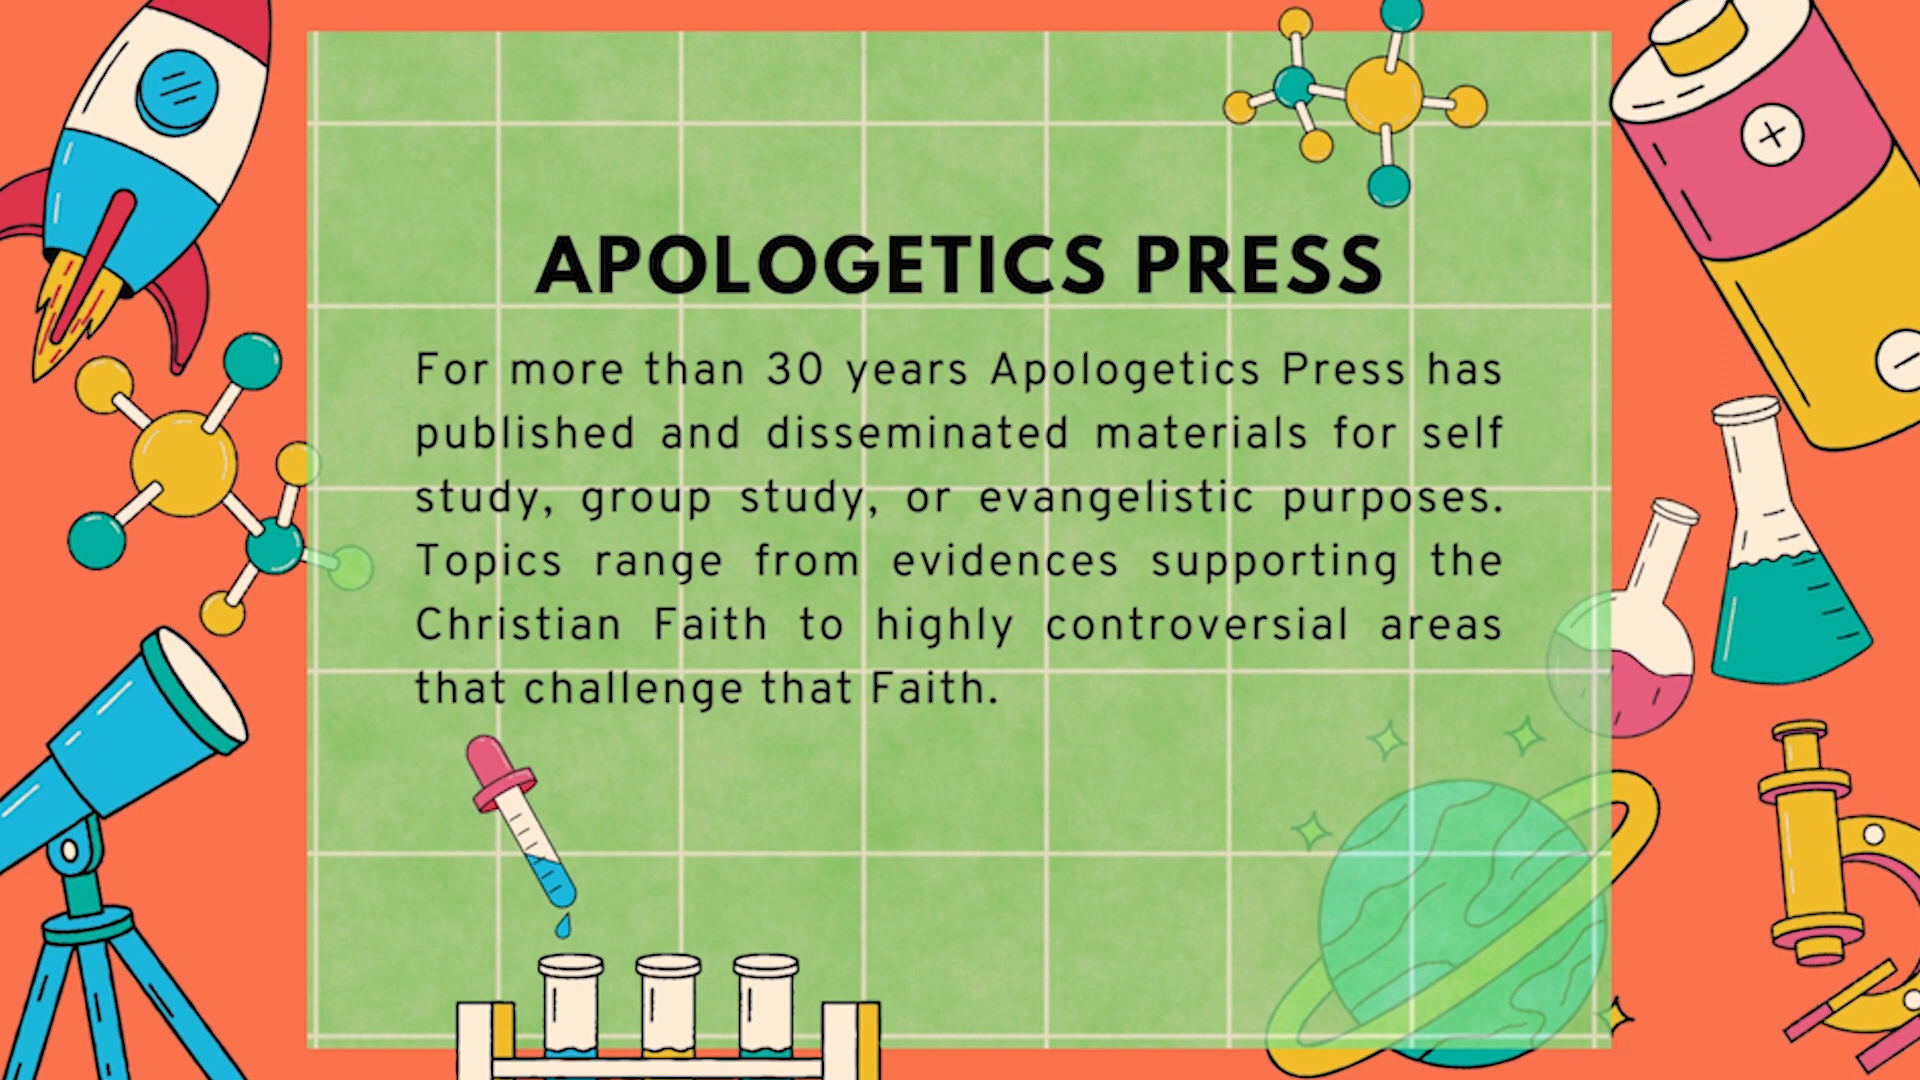 APOLOGETICS PRESS
For more than 30 years Apologetics Press has
published and disseminated materials for self
study, group study, or evangelistic purposes.
Topics range from evidences supporting the
Christian Faith to highly controversial areas
that challenge that Faith.